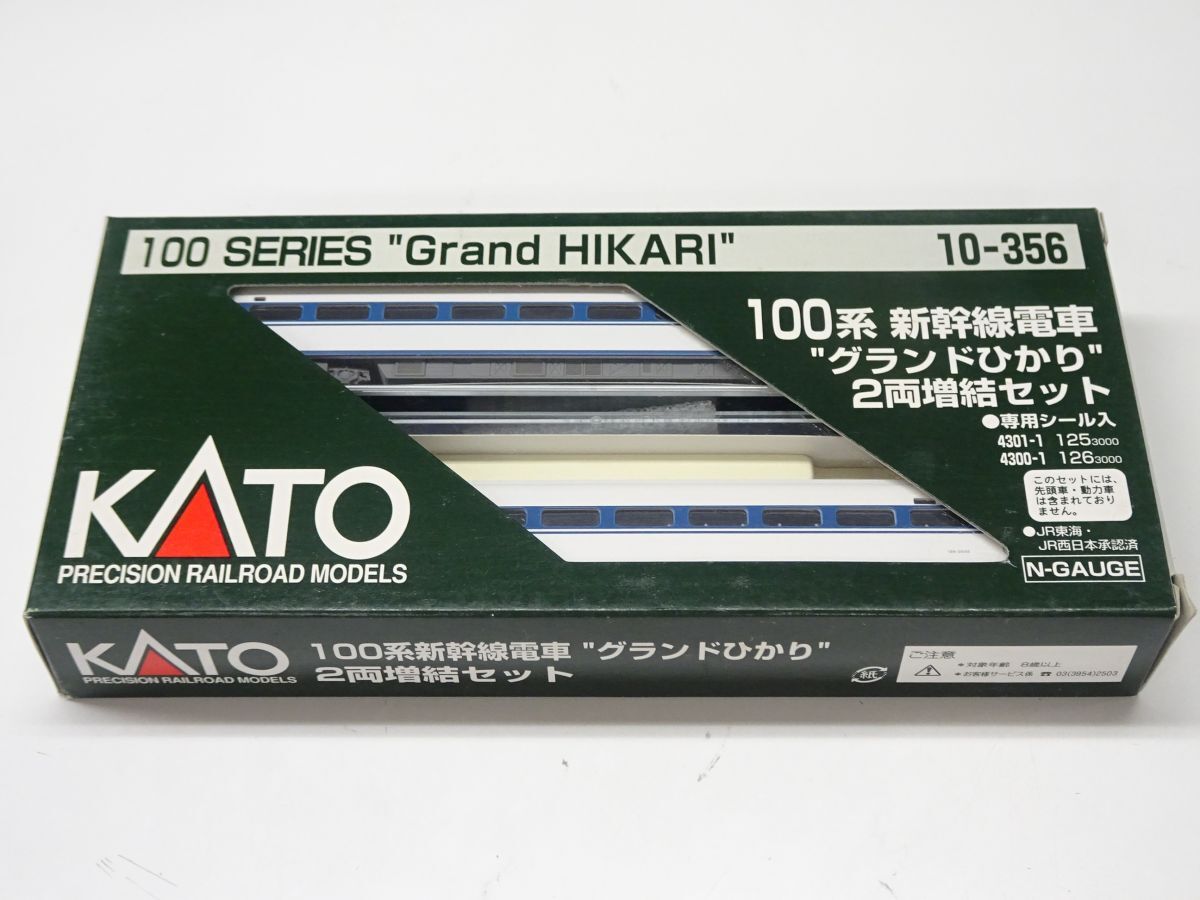 100 SERIES "Grand HIKARI" 10-356
100系 新幹線電車
"グランドひかり"
2両増結セット
●専用シール入
4301-1 125 3000
4300-1 126 3000
このセットには、
先頭車・動力車
は含まれており
ません。
●JR東海・
JR西日本承認済
N-GAUGE
KATO
PRECISION RAILROAD MODELS
KATO
PRECISION RAILROAD MODELS
100系新幹線電車 "グランドひかり"
2両増結セット
紙
ご注意
*対象年齢 8歳以上
*お客様サービス係 ☎ 03(3954)2503